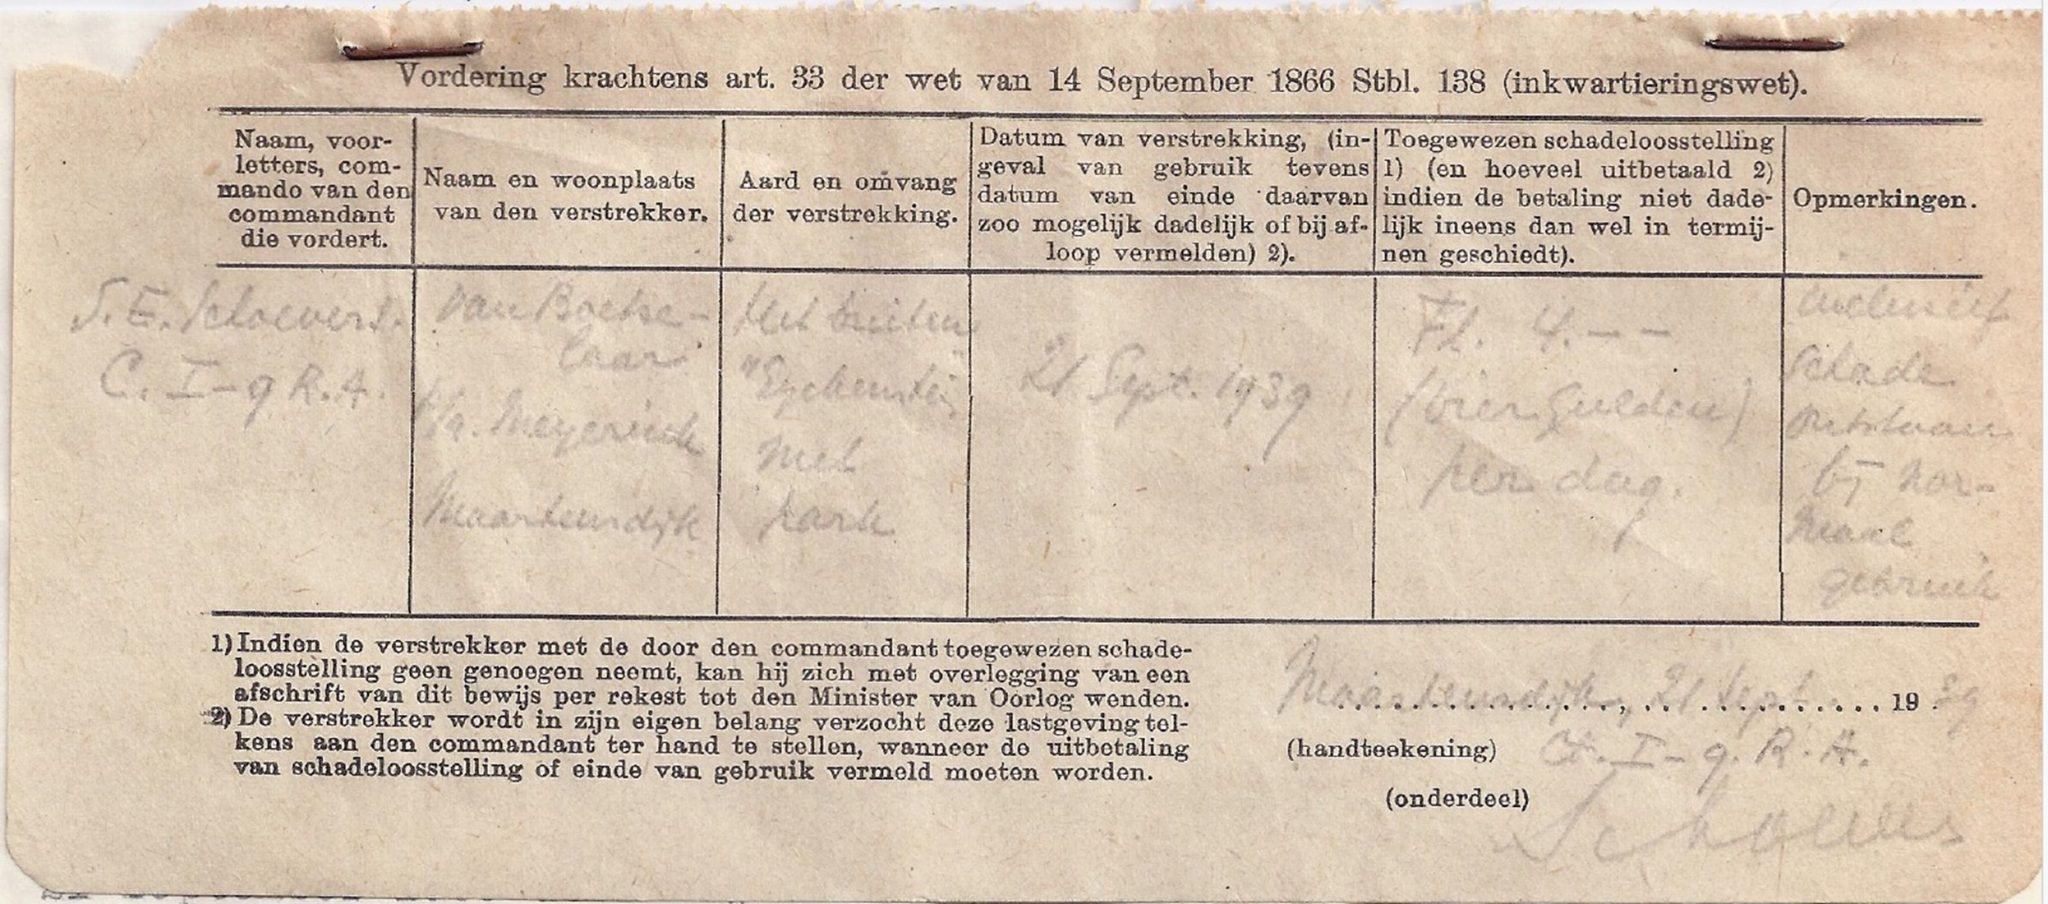 Vordering krachtens art. 33 der wet van 14 September 1866 Stbl. 138 (inkwartieringswet).
Naam, voor-
letters, com-
mando van den
commandant
die vordert.
Naam en woonplaats
van den verstrekker.
Aard en omvang
der verstrekking.
Datum van verstrekking, (in-
geval van gebruik tevens
datum van einde daarvan
zoo mogelijk dadelijk of bij af-
loop vermelden) 2).
Toegewezen schadeloosstelling
1) (en hoeveel uitbetaald 2)
indien de betaling niet dade-
lijk ineens dan wel in termij-
nen geschiedt).
Opmerkingen.
S. E. Schoevers.
C. I-9 R.A.
van Boetse-
laar
p/a. Meyerink
Maartensdijk
Het buiten
"Eyckenstein"
met
park
21 Sept. 1939
Fl. 4.--
(vier gulden)
per dag.
inclusief
schade
ontstaan
bij nor-
maal
gebruik
1) Indien de verstrekker met de door den commandant toegewezen schade-
loosstelling geen genoegen neemt, kan hij zich met overlegging van een
afschrift van dit bewijs per rekest tot den Minister van Oorlog wenden.
2) De verstrekker wordt in zijn eigen belang verzocht deze lastgeving tel-
kens aan den commandant ter hand te stellen, wanneer de uitbetaling
van schadeloosstelling of einde van gebruik vermeld moeten worden.
Maartensdijk, 21 Sept. 1939
(handteekening) Ct. I-9. R.A.
(onderdeel)
Schoevers